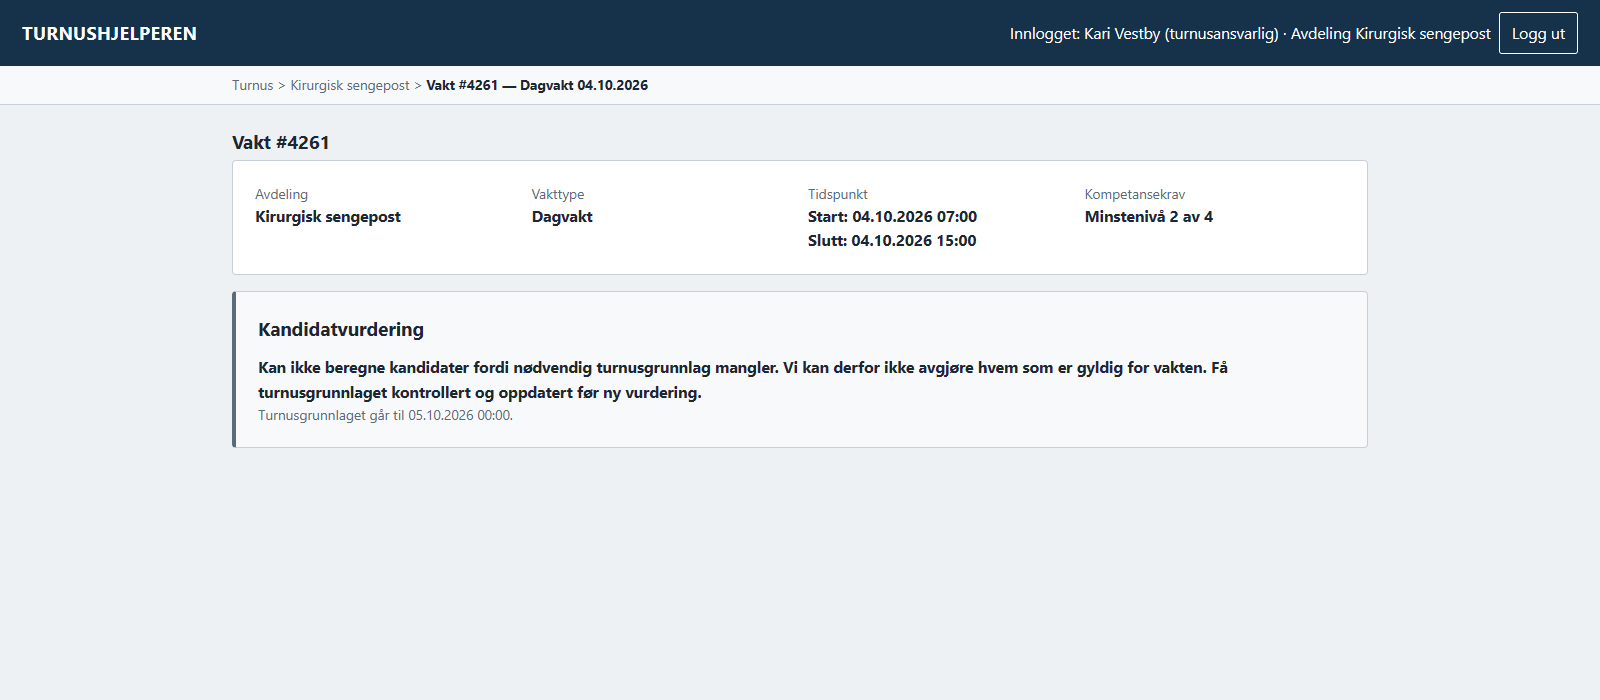 TURNUSHJELPEREN
Innlogget: Kari Vestby (turnusansvarlig) · Avdeling Kirurgisk sengepost
Logg ut
Turnus > Kirurgisk sengepost > Vakt #4261 — Dagvakt 04.10.2026
Vakt #4261
Avdeling
Kirurgisk sengepost
Vakttype
Dagvakt
Tidspunkt
Start: 04.10.2026 07:00
Slutt: 04.10.2026 15:00
Kompetansekrav
Minstenivå 2 av 4
Kandidatvurdering
Kan ikke beregne kandidater fordi nødvendig turnusgrunnlag mangler. Vi kan derfor ikke avgjøre hvem som er gyldig for vakten. Få
turnusgrunnlaget kontrollert og oppdatert før ny vurdering.
Turnusgrunnlaget går til 05.10.2026 00:00.